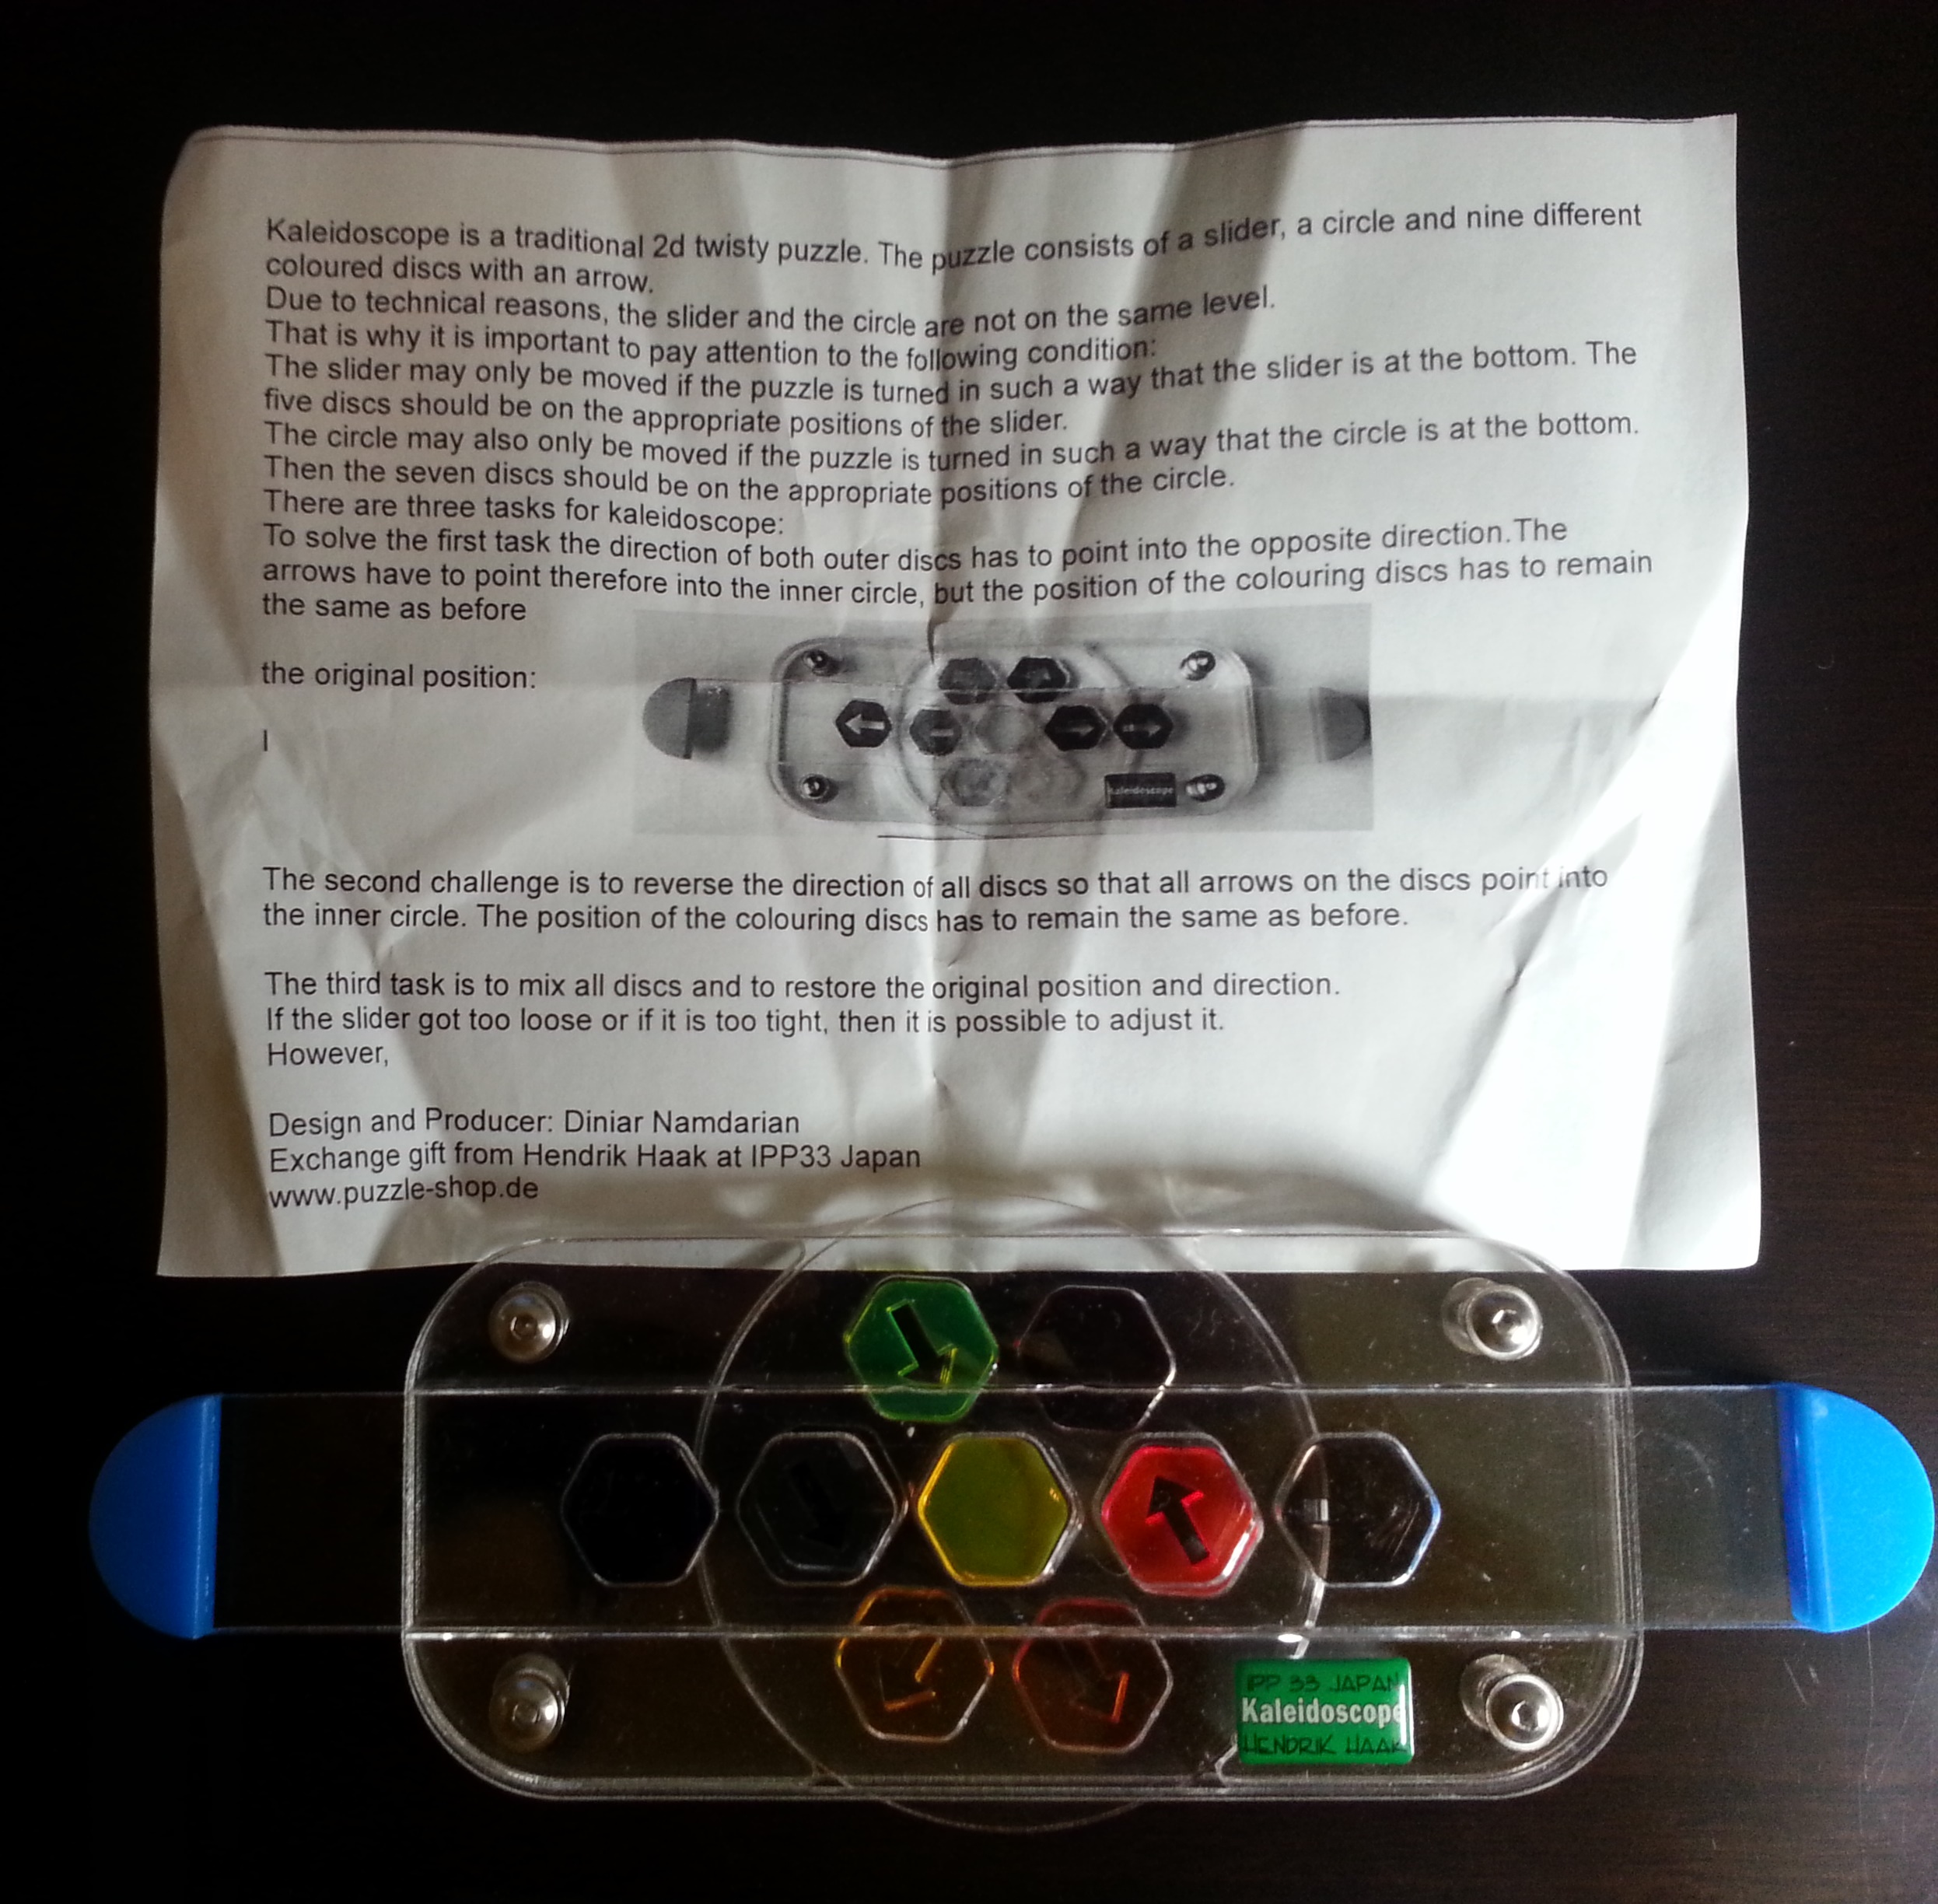 Kaleidoscope is a traditional 2d twisty puzzle. The puzzle consists of a slider, a circle and nine different
coloured discs with an arrow.
Due to technical reasons, the slider and the circle are not on the same level.
That is why it is important to pay attention to the following condition:
The slider may only be moved if the puzzle is turned in such a way that the slider is at the bottom. The
five discs should be on the appropriate positions of the slider.
The circle may also only be moved if the puzzle is turned in such a way that the circle is at the bottom.
Then the seven discs should be on the appropriate positions of the circle.
There are three tasks for kaleidoscope:
To solve the first task the direction of both outer discs has to point into the opposite direction.The
arrows have to point therefore into the inner circle, but the position of the colouring discs has to remain
the same as before
the original position:
l
kaleidoscope
The second challenge is to reverse the direction of all discs so that all arrows on the discs point into
the inner circle. The position of the colouring discs has to remain the same as before.
The third task is to mix all discs and to restore the original position and direction.
If the slider got too loose or if it is too tight, then it is possible to adjust it.
However,
Design and Producer: Diniar Namdarian
Exchange gift from Hendrik Haak at IPP33 Japan
www.puzzle-shop.de
IPP 33 JAPAN
Kaleidoscope
HENDRIK HAAK